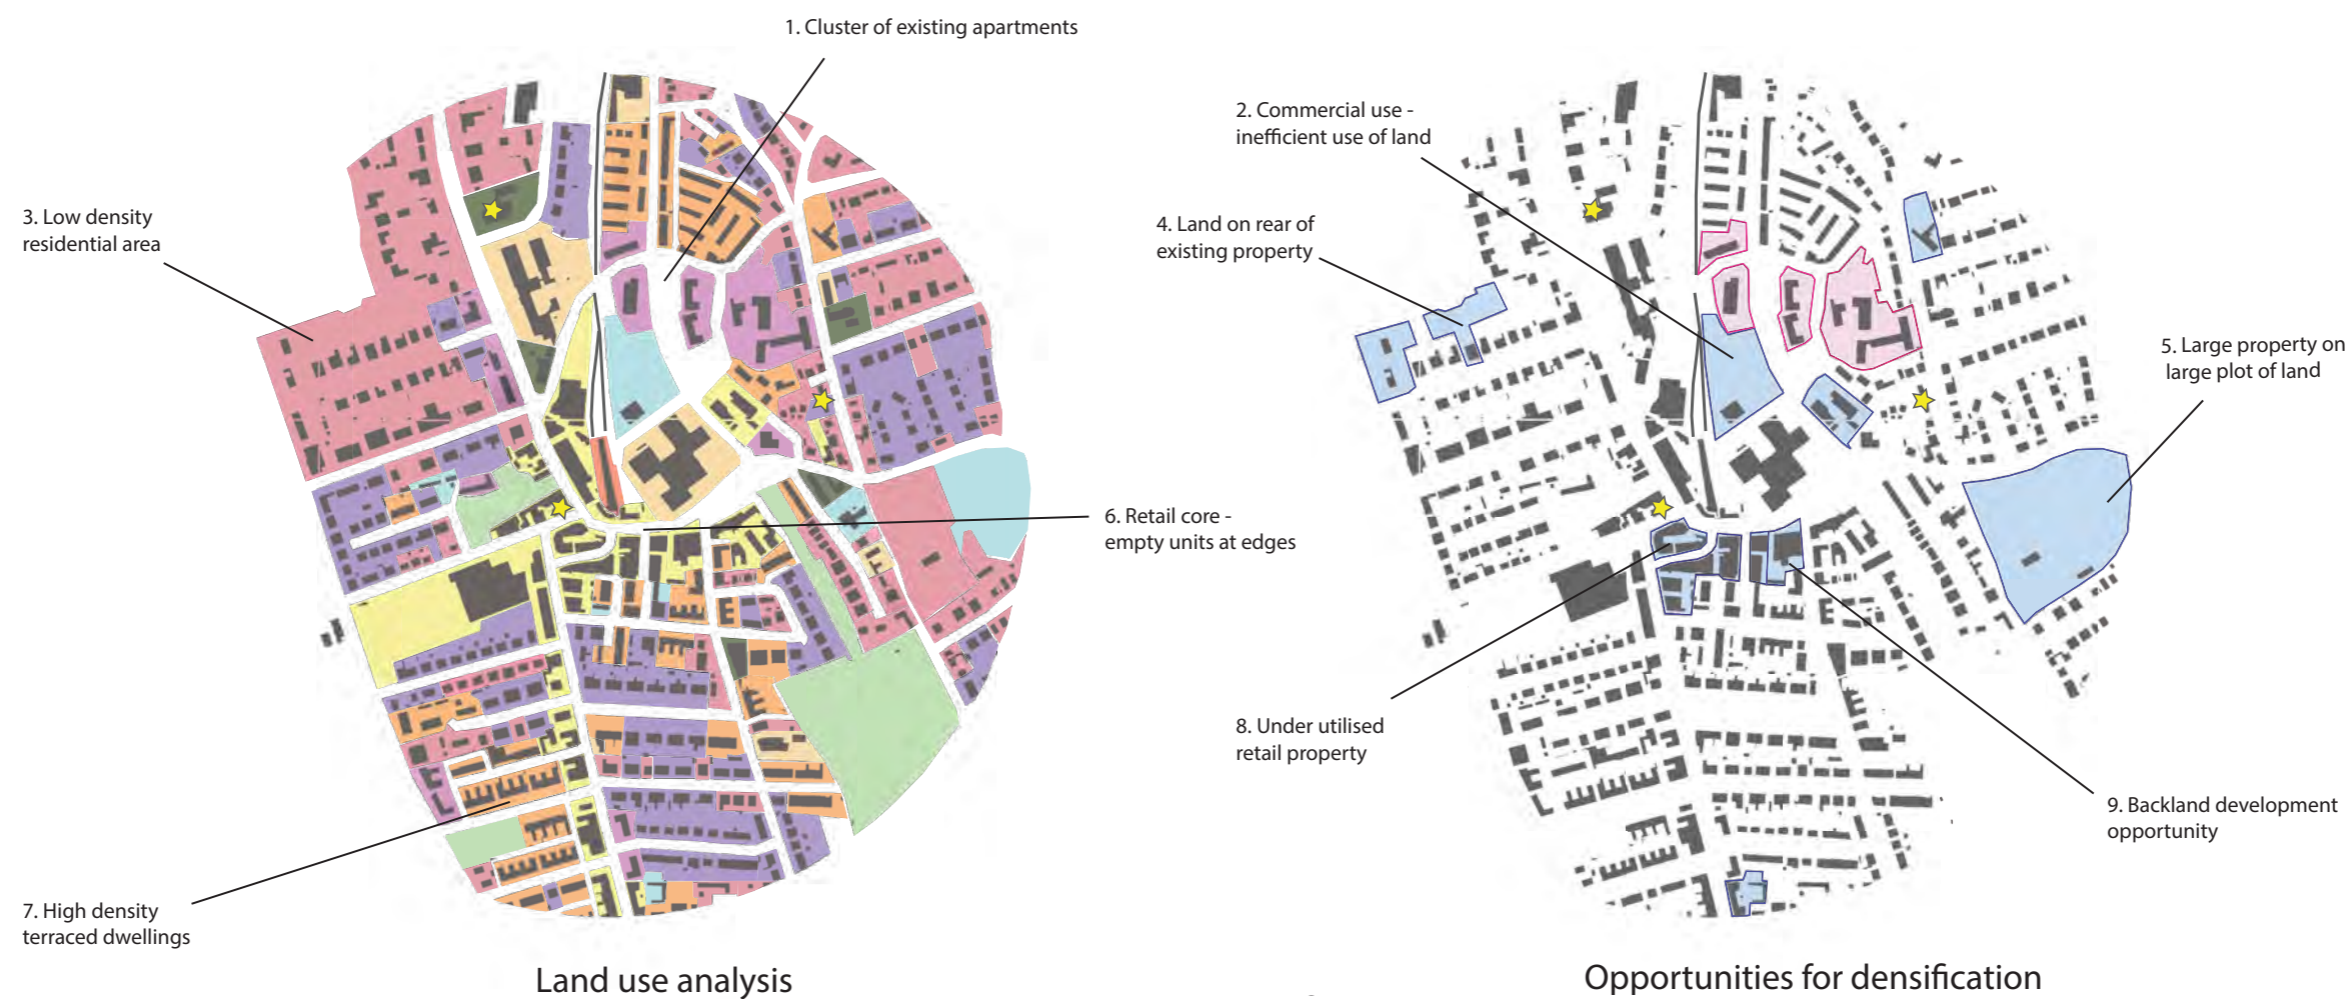 1. Cluster of existing apartments
3. Low density
residential area
7. High density
terraced dwellings
6. Retail core -
empty units at edges
Land use analysis
2. Commercial use -
inefficient use of land
4. Land on rear of
existing property
5. Large property on
large plot of land
8. Under utilised
retail property
9. Backland development
opportunity
Opportunities for densification